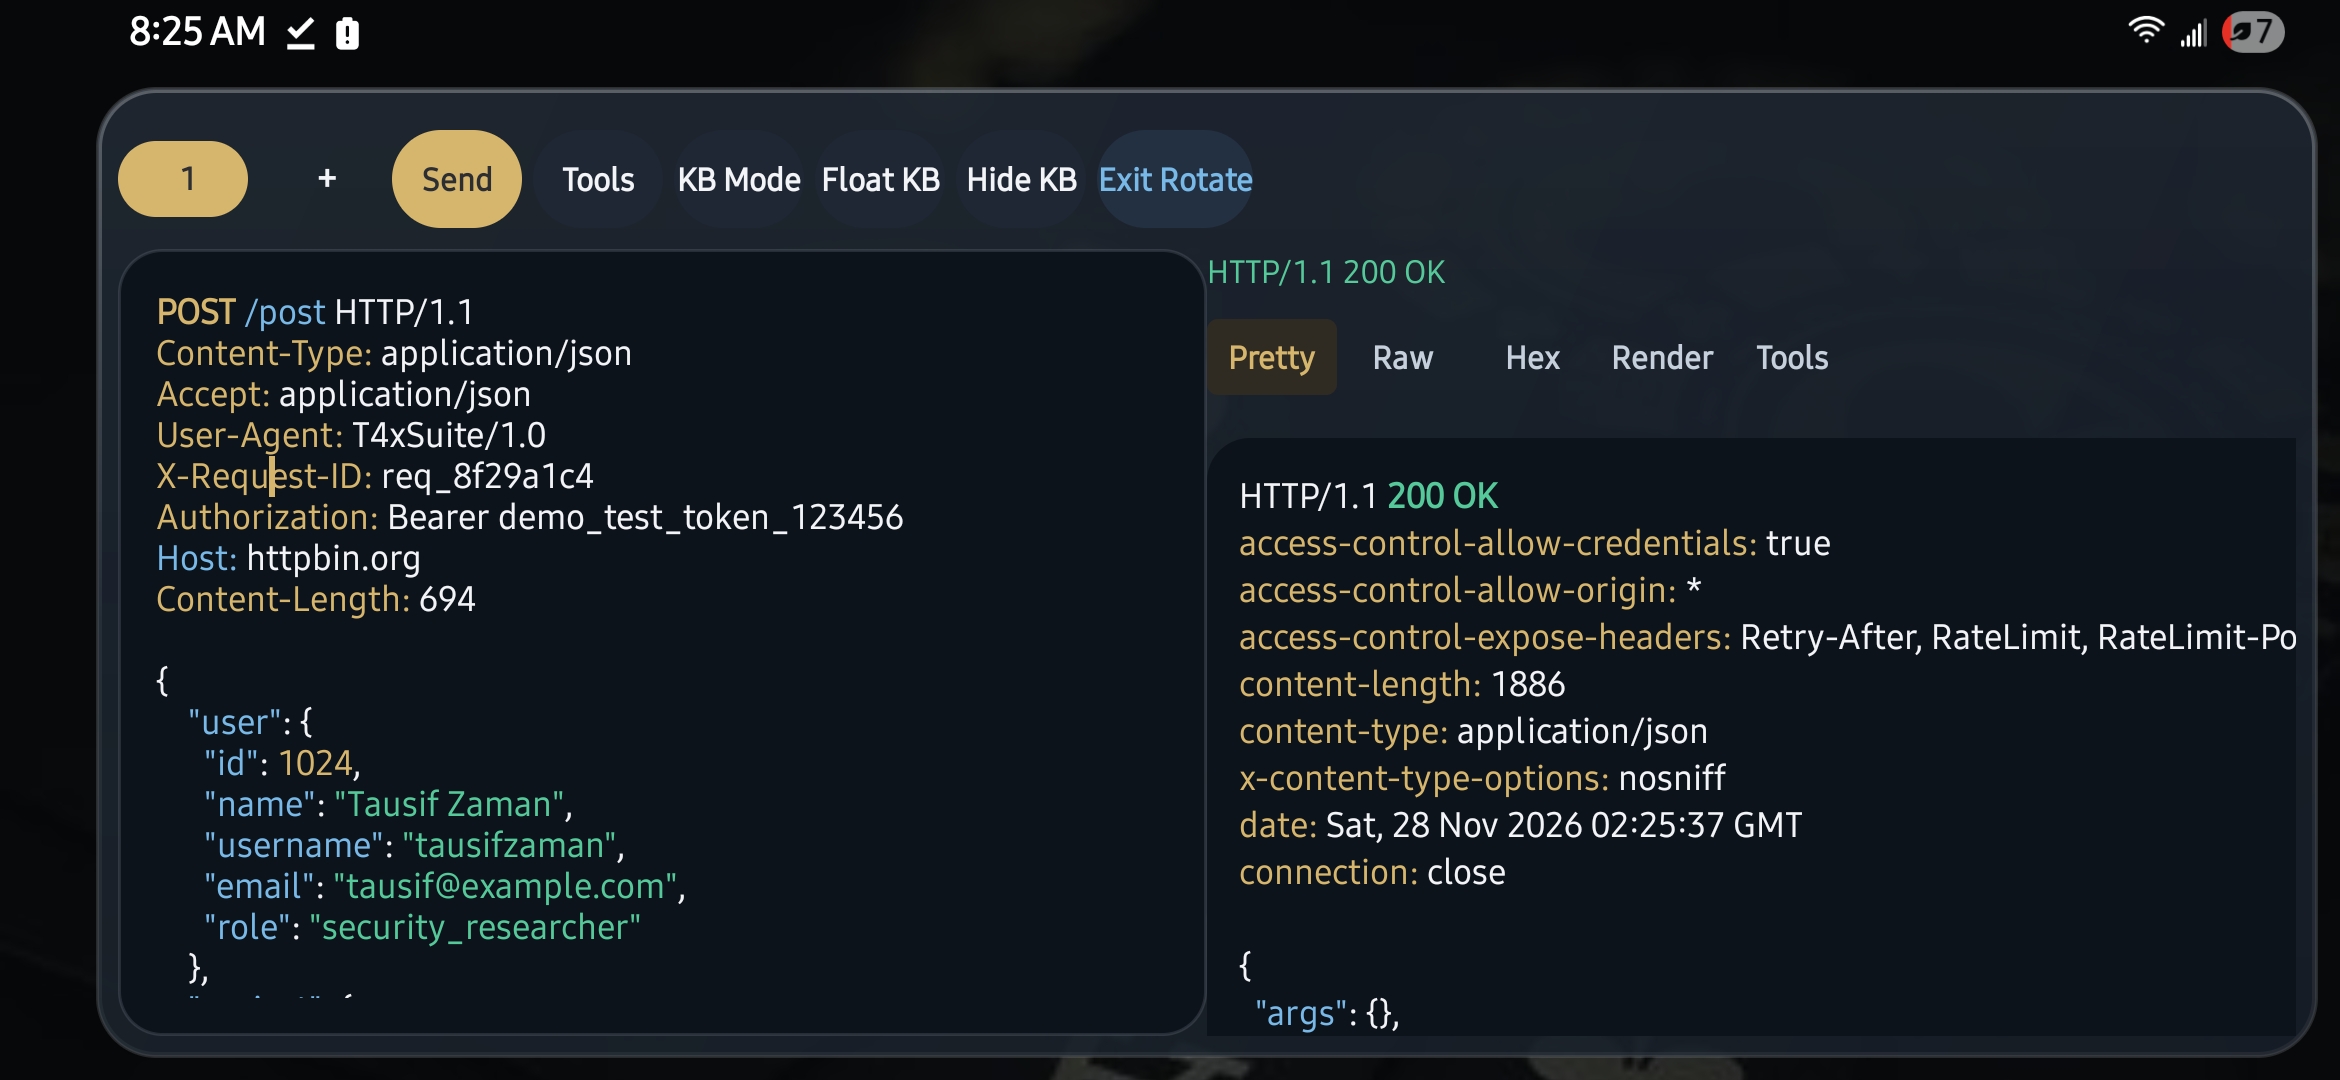 8:25 AM
7
1 + Send Tools KB Mode Float KB Hide KB Exit Rotate
POST /post HTTP/1.1
Content-Type: application/json
Accept: application/json
User-Agent: T4xSuite/1.0
X-Request-ID: req_8f29a1c4
Authorization: Bearer demo_test_token_123456
Host: httpbin.org
Content-Length: 694
{
"user": {
"id": 1024,
"name": "Tausif Zaman",
"username": "tausifzaman",
"email": "tausif@example.com",
"role": "security_researcher"
},
HTTP/1.1 200 OK
Pretty Raw Hex Render Tools
HTTP/1.1 200 OK
access-control-allow-credentials: true
access-control-allow-origin: *
access-control-expose-headers: Retry-After, RateLimit, RateLimit-Po
content-length: 1886
content-type: application/json
x-content-type-options: nosniff
date: Sat, 28 Nov 2026 02:25:37 GMT
connection: close
{
"args": {},